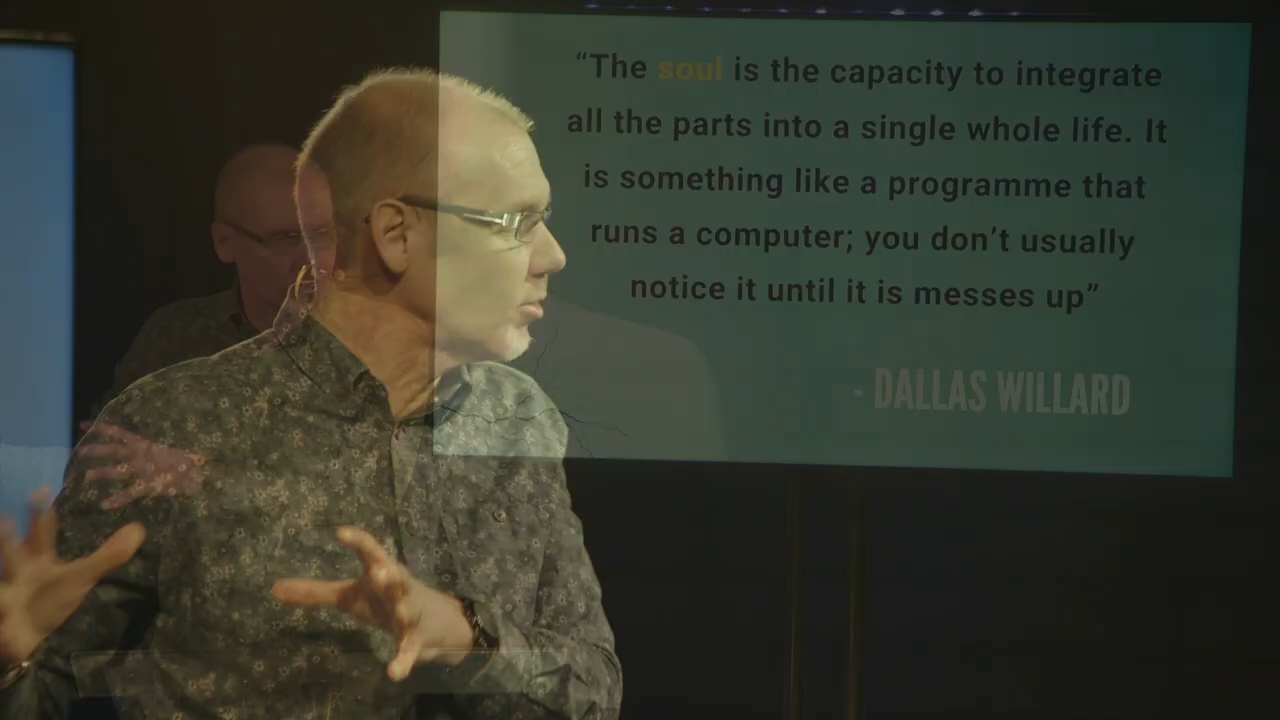 “The soul is the capacity to integrate
all the parts into a single whole life. It
is something like a programme that
runs a computer; you don’t usually
notice it until it is messes up”
- DALLAS WILLARD